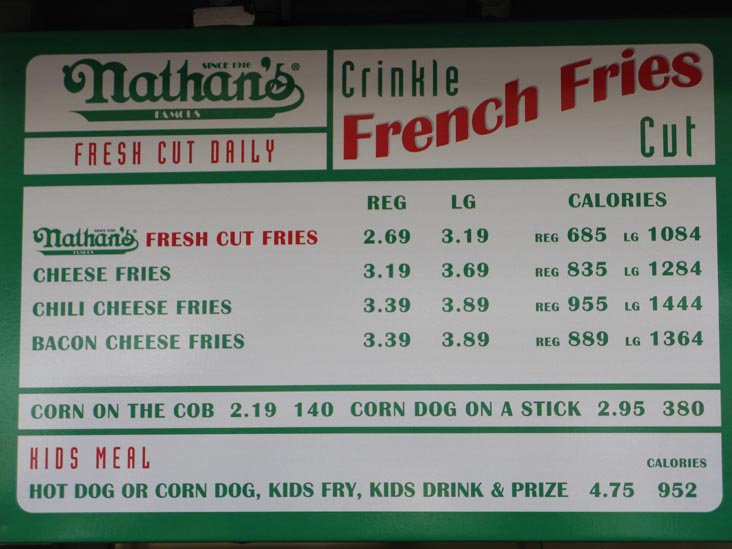 SINCE 1916
Nathan's®
FAMOUS
FRESH CUT DAILY
Crinkle
French Fries
Cut
REG LG CALORIES
Nathan's FRESH CUT FRIES 2.69 3.19 REG 685 LG 1084
CHEESE FRIES 3.19 3.69 REG 835 LG 1284
CHILI CHEESE FRIES 3.39 3.89 REG 955 LG 1444
BACON CHEESE FRIES 3.39 3.89 REG 889 LG 1364
CORN ON THE COB 2.19 140 CORN DOG ON A STICK 2.95 380
KIDS MEAL
CALORIES
HOT DOG OR CORN DOG, KIDS FRY, KIDS DRINK & PRIZE 4.75 952